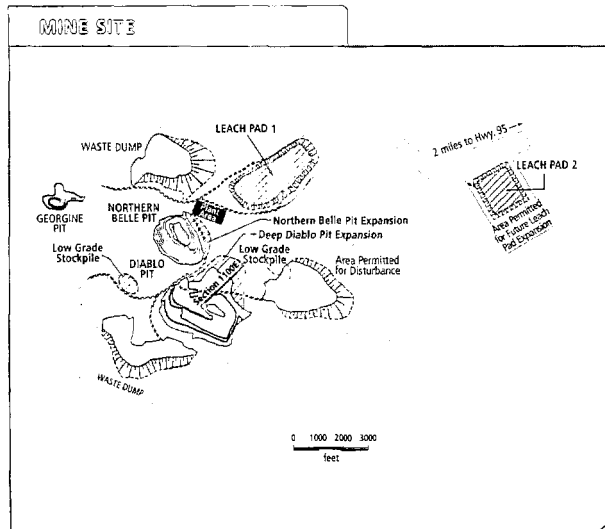 MINE SITE
WASTE DUMP
LEACH PAD 1
2 miles to Hwy. 95
LEACH PAD 2
Area Permitted
for Future Leach
Pad Expansion
GEORGINE
PIT
NORTHERN
BELLE PIT
Northern Belle Pit Expansion
Deep Diablo Pit Expansion
Low Grade
Stockpile
DIABLO
PIT
Low Grade
Stockpile
Area Permitted
for Disturbance
Section 1100E
WASTE DUMP
0 1000 2000 3000
feet